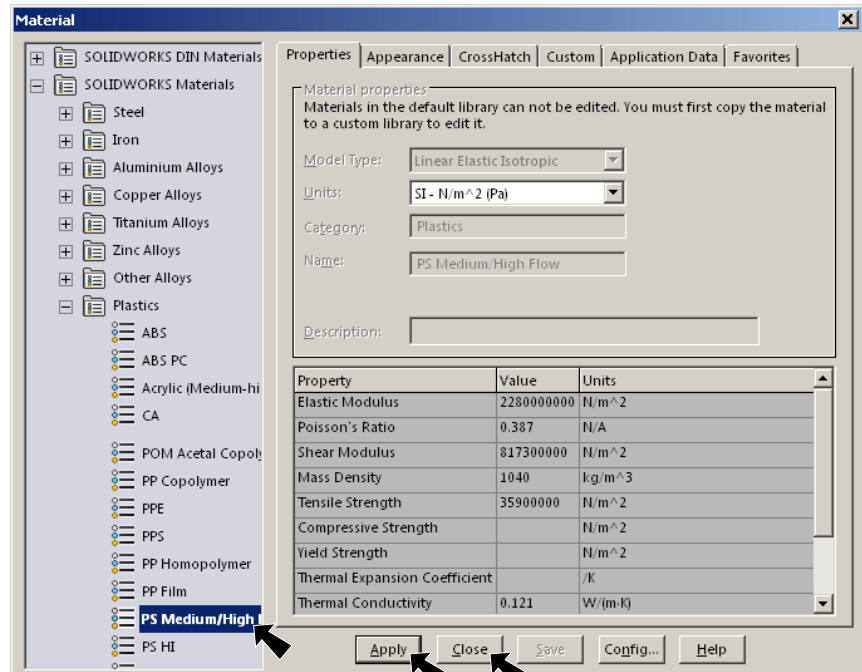 Material
SOLIDWORKS DIN Materials
SOLIDWORKS Materials
Steel
Iron
Aluminium Alloys
Copper Alloys
Titanium Alloys
Zinc Alloys
Other Alloys
Plastics
ABS
ABS PC
Acrylic (Medium-hi
CA
POM Acetal Copoly
PP Copolymer
PPE
PPS
PP Homopolymer
PP Film
PS Medium/High
PS HI
Properties Appearance CrossHatch Custom Application Data Favorites
Material properties
Materials in the default library can not be edited. You must first copy the material
to a custom library to edit it.
Model Type: Linear Elastic Isotropic
Units: SI - N/m^2 (Pa)
Category: Plastics
Name: PS Medium/High Flow
Description:
Property Value Units
Elastic Modulus 2280000000 N/m^2
Poisson's Ratio 0.387 N/A
Shear Modulus 817300000 N/m^2
Mass Density 1040 kg/m^3
Tensile Strength 35900000 N/m^2
Compressive Strength N/m^2
Yield Strength N/m^2
Thermal Expansion Coefficient /K
Thermal Conductivity 0.121 W/(m·K)
Apply Close Save Config... Help